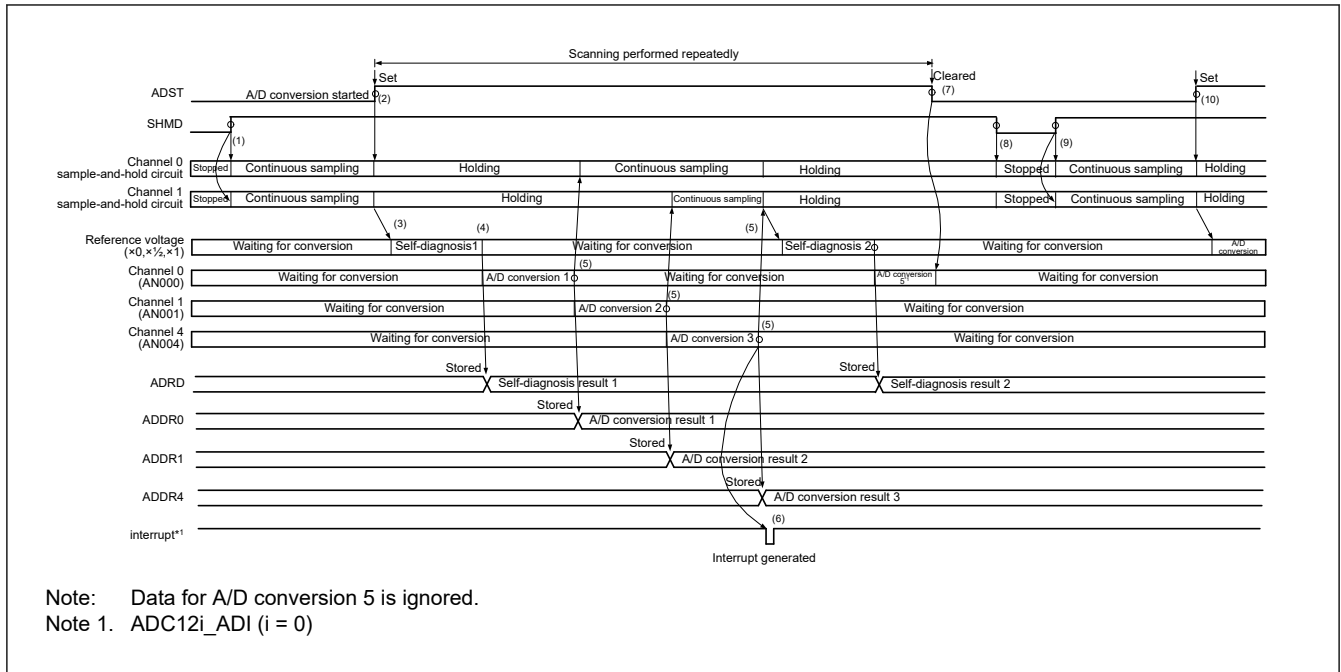 Scanning performed repeatedly
Set Cleared Set
ADST A/D conversion started (2) (7) (10)
SHMD (1) (8) (9)
Channel 0 sample-and-hold circuit Stopped Continuous sampling Holding Continuous sampling Holding Stopped Continuous sampling Holding
Channel 1 sample-and-hold circuit Stopped Continuous sampling Holding Continuous sampling Holding Stopped Continuous sampling Holding
(3) (4) (5)
Reference voltage (×0,×½,×1) Waiting for conversion Self-diagnosis1 Waiting for conversion Self-diagnosis 2 Waiting for conversion A/D conversion
(5)
Channel 0 (AN000) Waiting for conversion A/D conversion 1 Waiting for conversion A/D conversion 5 Waiting for conversion
(5)
Channel 1 (AN001) Waiting for conversion A/D conversion 2 Waiting for conversion
(5)
Channel 4 (AN004) Waiting for conversion A/D conversion 3 Waiting for conversion
Stored Stored
ADRD Self-diagnosis result 1 Self-diagnosis result 2
Stored
ADDR0 A/D conversion result 1
Stored
ADDR1 A/D conversion result 2
Stored
ADDR4 A/D conversion result 3
(6)
interrupt*1
Interrupt generated
Note: Data for A/D conversion 5 is ignored.
Note 1. ADC12i_ADI (i = 0)